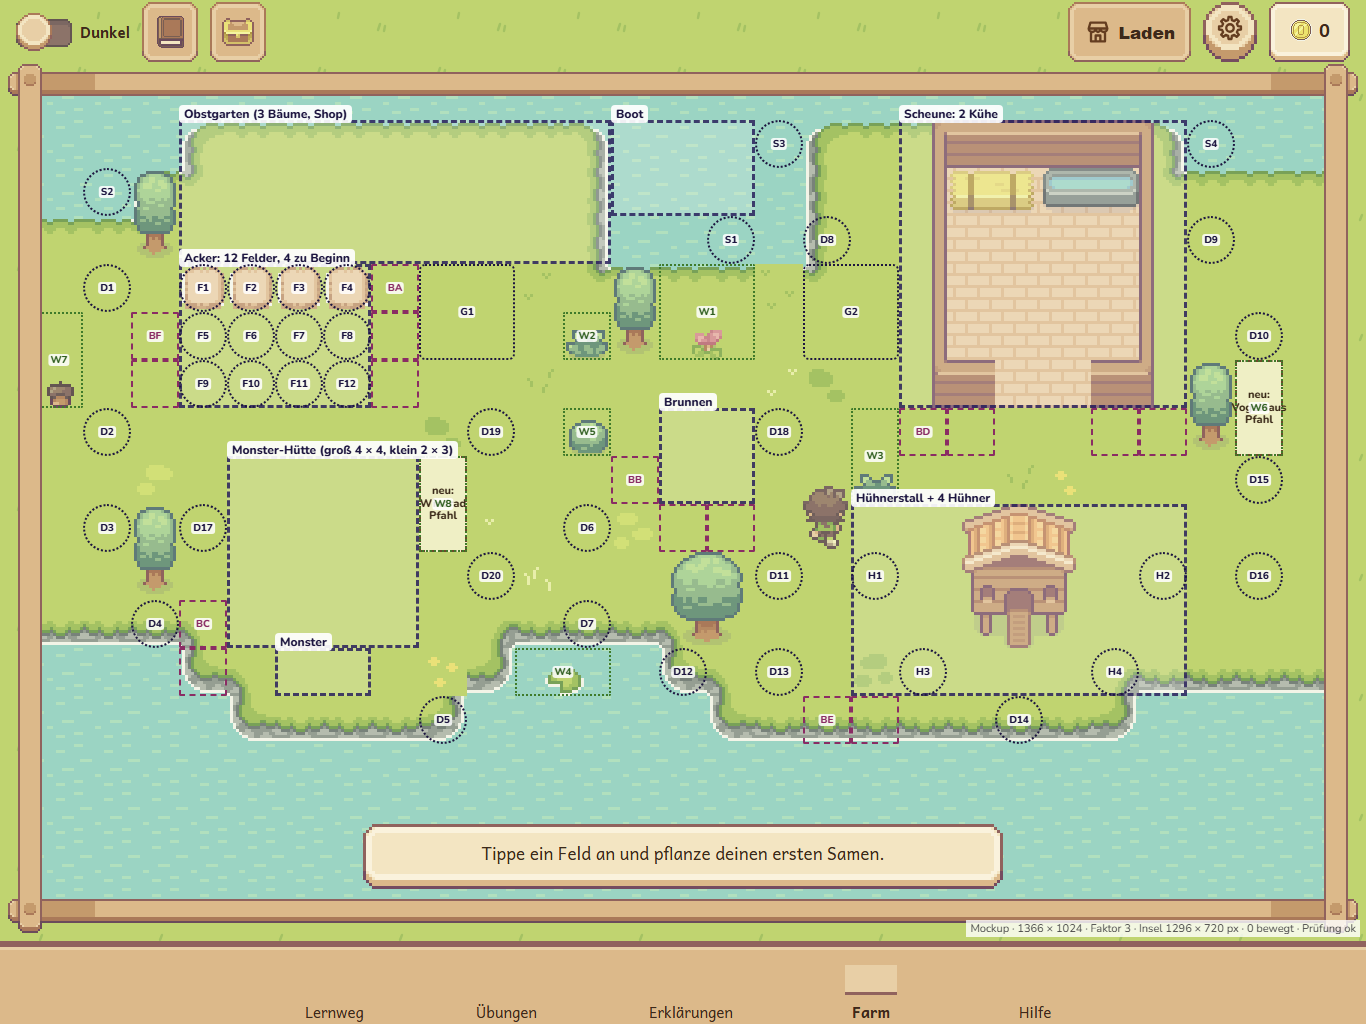 Dunkel
Laden
0
Obstgarten (3 Bäume, Shop)
Boot
Scheune: 2 Kühe
S3
S4
S2
S1
D8
D9
Acker: 12 Felder, 4 zu Beginn
D1
F1
F2
F3
F4
BA
G1
W1
G2
BF
F5
F6
F7
F8
W2
D10
W7
F9
F10
F11
F12
Brunnen
neu:
W6
Pfahl
D2
D19
W5
D18
BD
Monster-Hütte (groß 4 × 4, klein 2 × 3)
W3
BB
D15
neu:
W8
Pfahl
Hühnerstall + 4 Hühner
D3
D17
D6
D20
D11
H1
H2
D16
D4
BC
D7
Monster
W4
D12
D13
H3
H4
D5
BE
D14
Tippe ein Feld an und pflanze deinen ersten Samen.
Mockup · 1366 × 1024 · Faktor 3 · Insel 1296 × 720 px · 0 bewegt · Prüfung ok
Lernweg
Übungen
Erklärungen
Farm
Hilfe